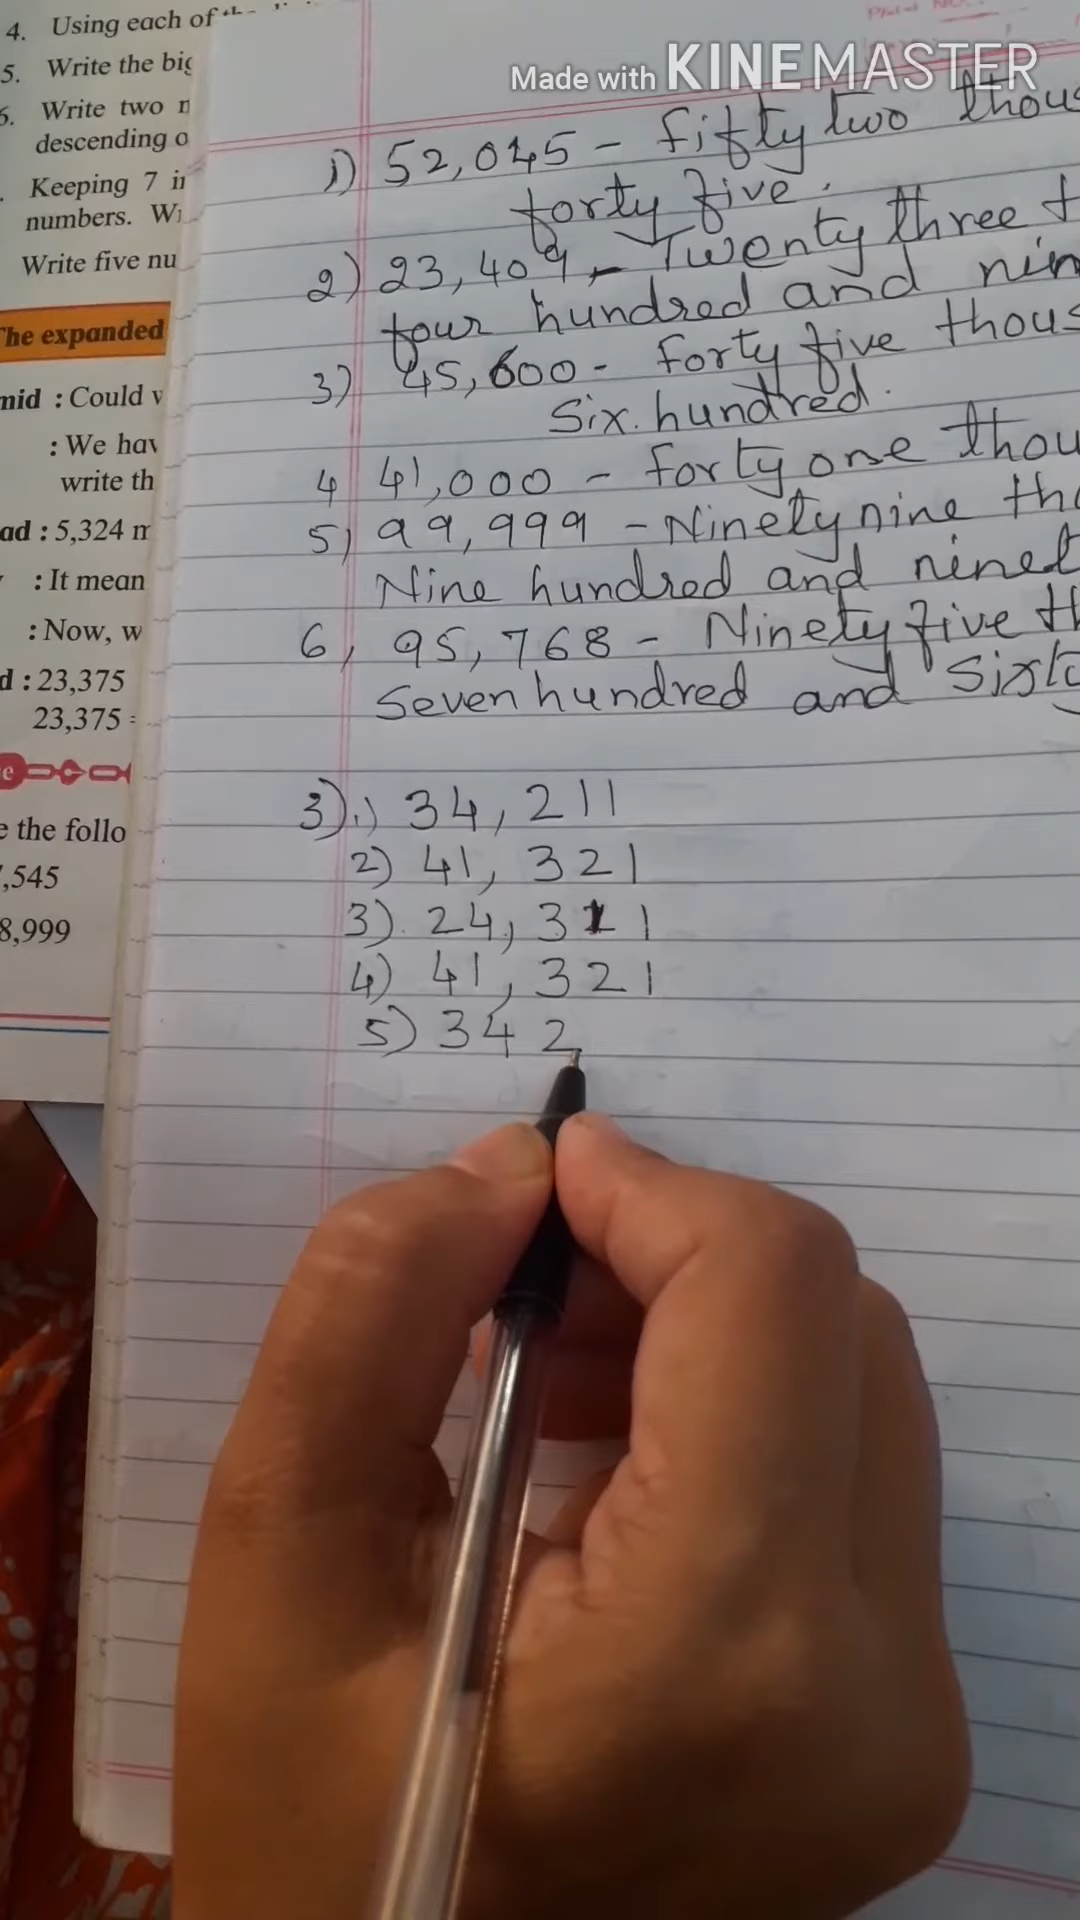 4. Using each of
5. Write the big
6. Write two n
descending o
Keeping 7 in
numbers. Wi
Write five nu
The expanded
mid : Could v
: We hav
write th
ad : 5,324 m
: It mean
: Now, w
d : 23,375
23,375 =
e
e the follo
,545
8,999
Made with KINEMASTER
1) 52,045 - fifty two thous
forty five.
2) 23,409 - Twenty three t
four hundred and nin
3) 45,600 - forty five thous
Six. hundred.
4 41,000 - forty one thou
5) 99,999 - Ninety nine tho
Nine hundred and ninet
6, 95,768 - Ninety five th
Seven hundred and sixty
3) 1) 34, 211
2) 41, 321
3). 24, 311
4) 41, 321
5) 34 2